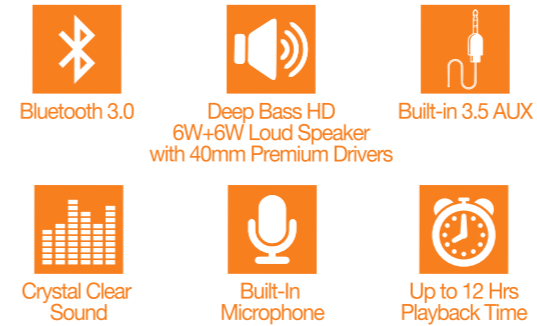 Bluetooth 3.0
Deep Bass HD
6W+6W Loud Speaker
with 40mm Premium Drivers
Built-in 3.5 AUX
Crystal Clear
Sound
Built-In
Microphone
Up to 12 Hrs
Playback Time